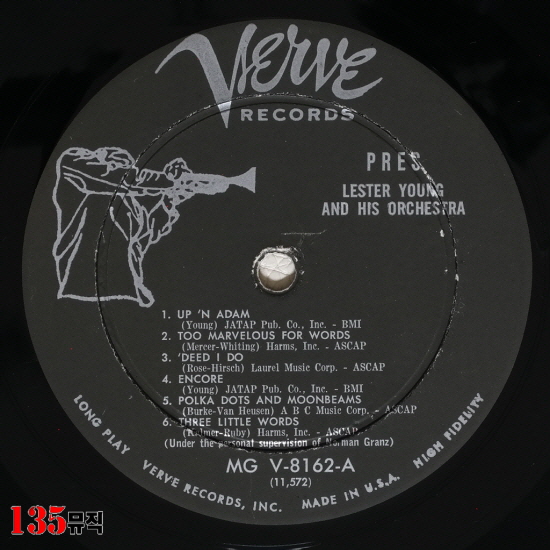 Verve
RECORDS
PRES
LESTER YOUNG
AND HIS ORCHESTRA
1. UP 'N ADAM
(Young) JATAP Pub. Co., Inc. - BMI
2. TOO MARVELOUS FOR WORDS
(Mercer-Whiting) Harms, Inc. - ASCAP
3. 'DEED I DO
(Rose-Hirsch) Laurel Music Corp. - ASCAP
4. ENCORE
(Young) JATAP Pub. Co., Inc. - BMI
5. POLKA DOTS AND MOONBEAMS
(Burke-Van Heusen) A B C Music Corp. - ASCAP
6. THREE LITTLE WORDS
(Kalmer-Ruby) Harms, Inc. - ASCAP
(Under the personal supervision of Norman Granz)
MG V-8162-A
(11,572)
LONG PLAY VERVE RECORDS, INC. MADE IN U.S.A. HIGH FIDELITY
135뮤직